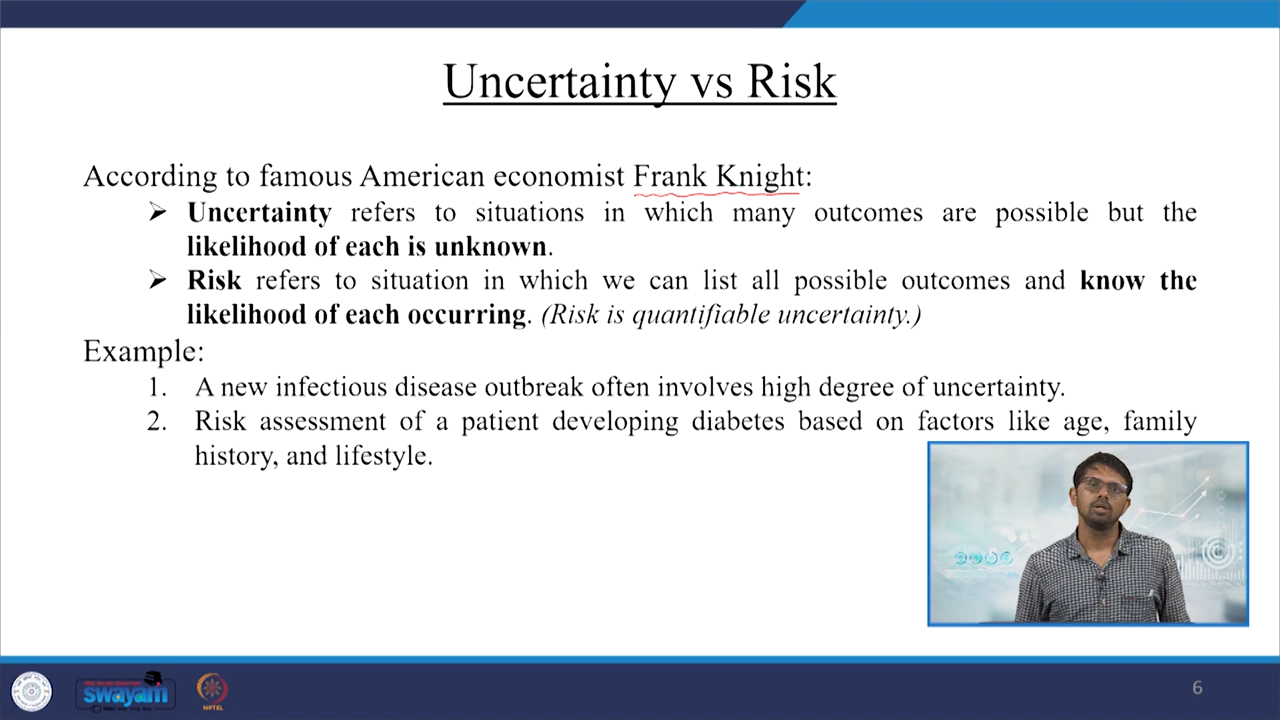 Uncertainty vs Risk
According to famous American economist Frank Knight:
➢ Uncertainty refers to situations in which many outcomes are possible but the
likelihood of each is unknown.
➢ Risk refers to situation in which we can list all possible outcomes and know the
likelihood of each occurring. (Risk is quantifiable uncertainty.)
Example:
1. A new infectious disease outbreak often involves high degree of uncertainty.
2. Risk assessment of a patient developing diabetes based on factors like age, family
history, and lifestyle.
swayam
NPTEL
6